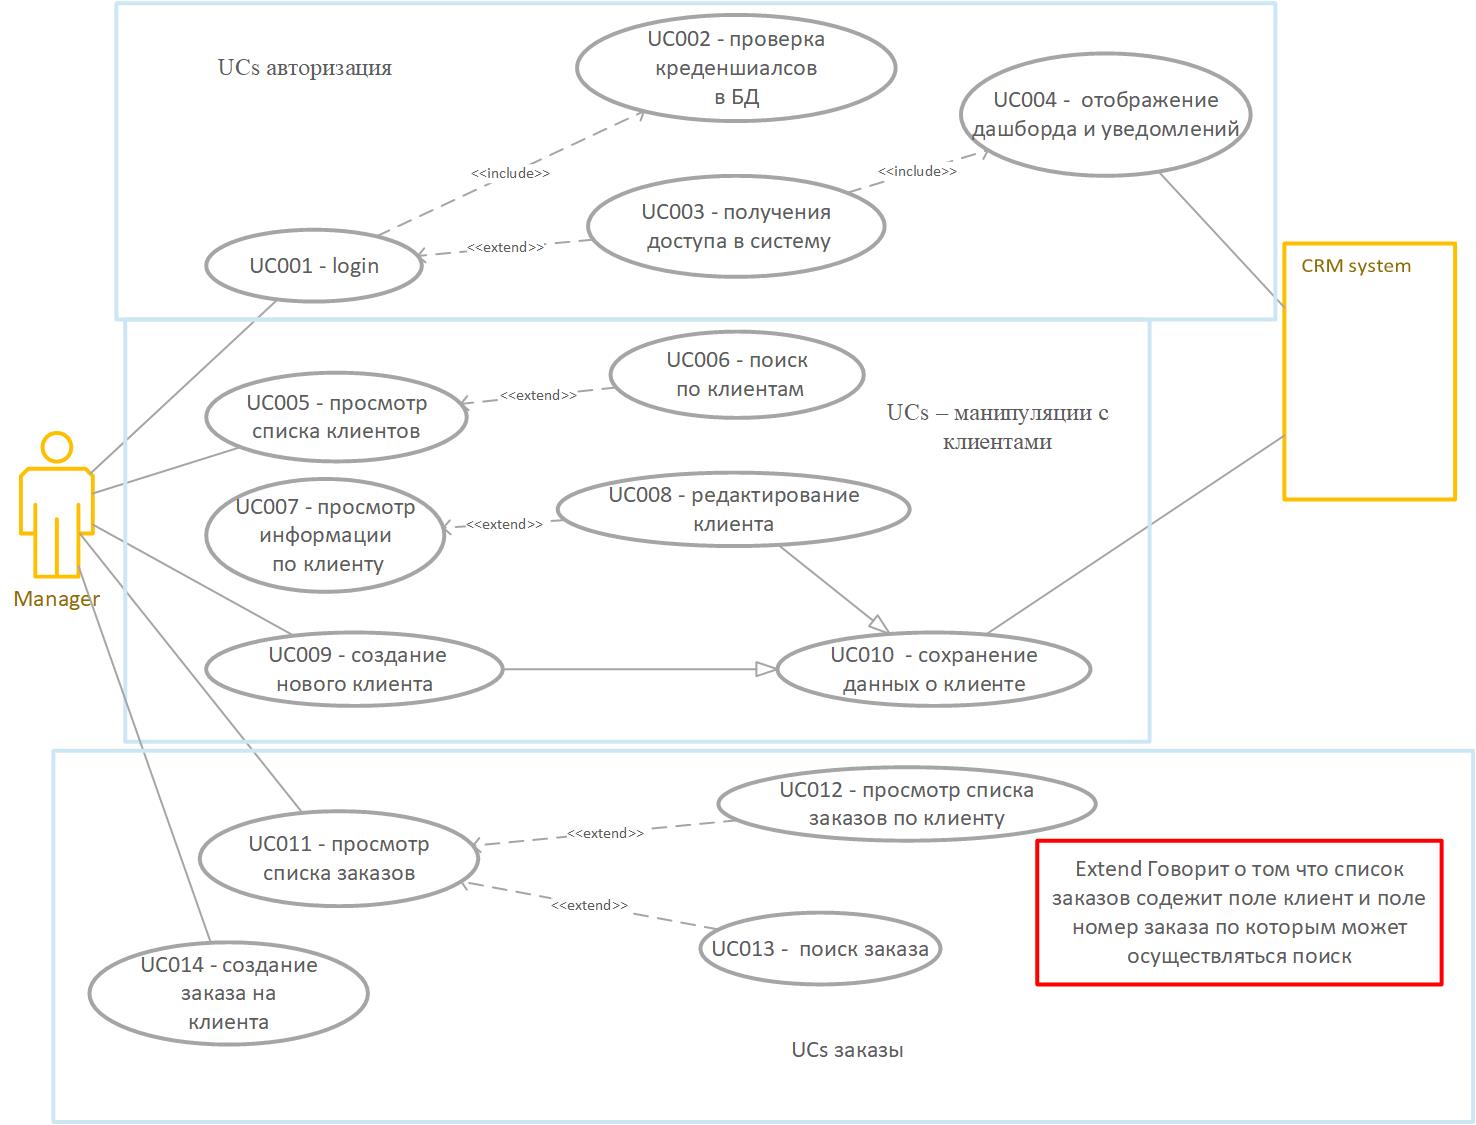 UCs авторизация
UC002 - проверка
креденшиалсов
в БД
UC004 -  отображение
дашборда и уведомлений
<<include>>
<<include>>
UC003 - получения
доступа в систему
<<extend>>
UC001 - login
CRM system
UC006 - поиск
по клиентам
<<extend>>
UC005 - просмотр
списка клиентов
UCs – манипуляции с
клиентами
UC008 - редактирование
клиента
<<extend>>
UC007 - просмотр
информации
по клиенту
Manager
UC009 - создание
нового клиента
UC010  - сохранение
данных о клиенте
UC012 - просмотр списка
заказов по клиенту
<<extend>>
UC011 - просмотр
списка заказов
<<extend>>
UC013 -  поиск заказа
Extend Говорит о том что список
заказов содежит поле клиент и поле
номер заказа по которым может
осуществляться поиск
UC014 - создание
заказа на
клиента
UCs заказы